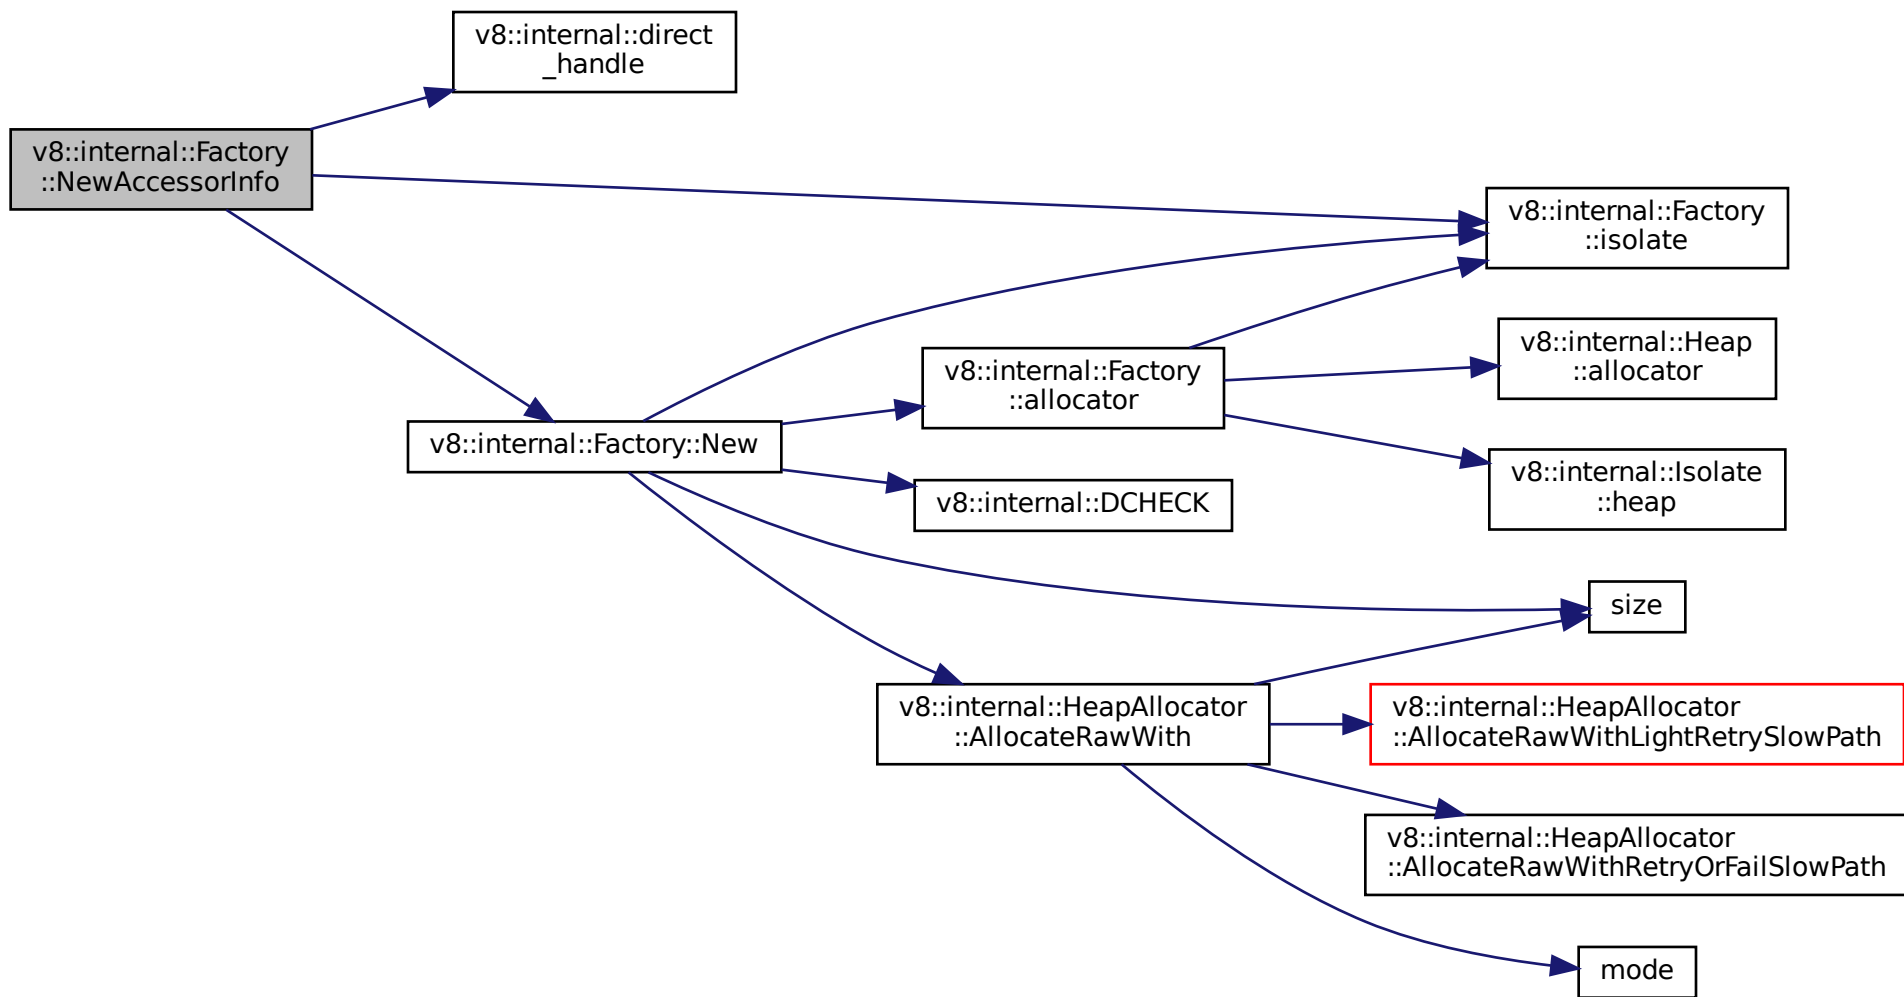 v8::internal::direct
_handle
v8::internal::Factory
::NewAccessorInfo
v8::internal::Factory
::isolate
v8::internal::Heap
::allocator
v8::internal::Factory
::allocator
v8::internal::Factory::New
v8::internal::Isolate
::heap
v8::internal::DCHECK
size
v8::internal::HeapAllocator
::AllocateRawWith
v8::internal::HeapAllocator
::AllocateRawWithLightRetrySlowPath
v8::internal::HeapAllocator
::AllocateRawWithRetryOrFailSlowPath
mode